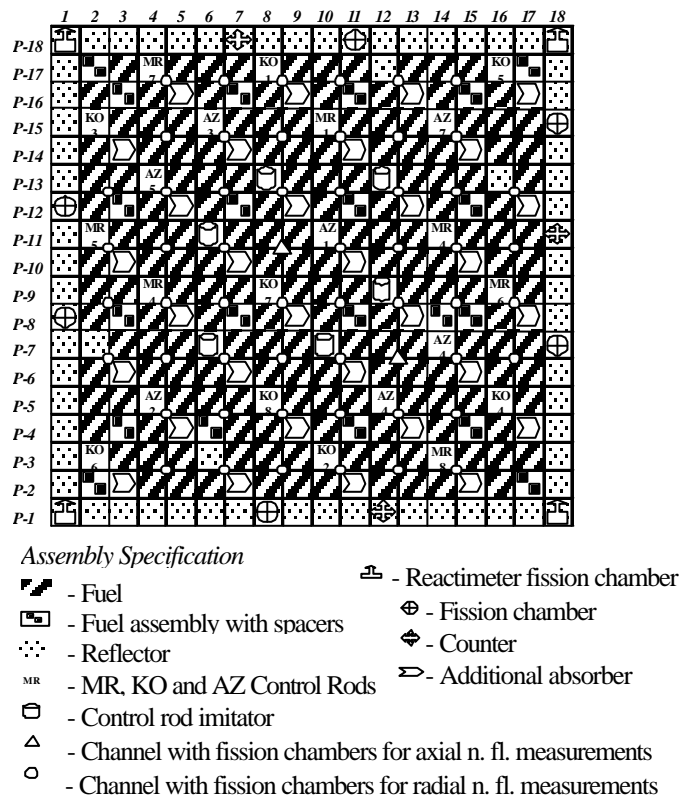 1 2 3 4 5 6 7 8 9 10 11 12 13 14 15 16 17 18
P-18
P-17 MR KO KO
7 1 5
P-16
P-15 KO AZ MR AZ
3 3 1 7
P-14
P-13 AZ
5
P-12
P-11 MR AZ MR
5 1 4
P-10
P-9 MR KO MR
4 7 6
P-8
P-7 AZ
4
P-6
P-5 AZ KO AZ KO
2 8 4 4
P-4
P-3 KO KO MR
6 2 8
P-2
P-1
Assembly Specification
- Fuel
- Fuel assembly with spacers
- Reflector
MR - MR, KO and AZ Control Rods
- Control rod imitator
- Channel with fission chambers for axial n. fl. measurements
- Channel with fission chambers for radial n. fl. measurements
- Reactimeter fission chamber
- Fission chamber
- Counter
- Additional absorber